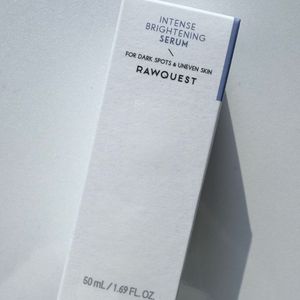 INTENSE
BRIGHTENING
SERUM
\
FOR DARK SPOTS & UNEVEN SKIN
RAWQUEST
50 mL / 1.69 FL. OZ.